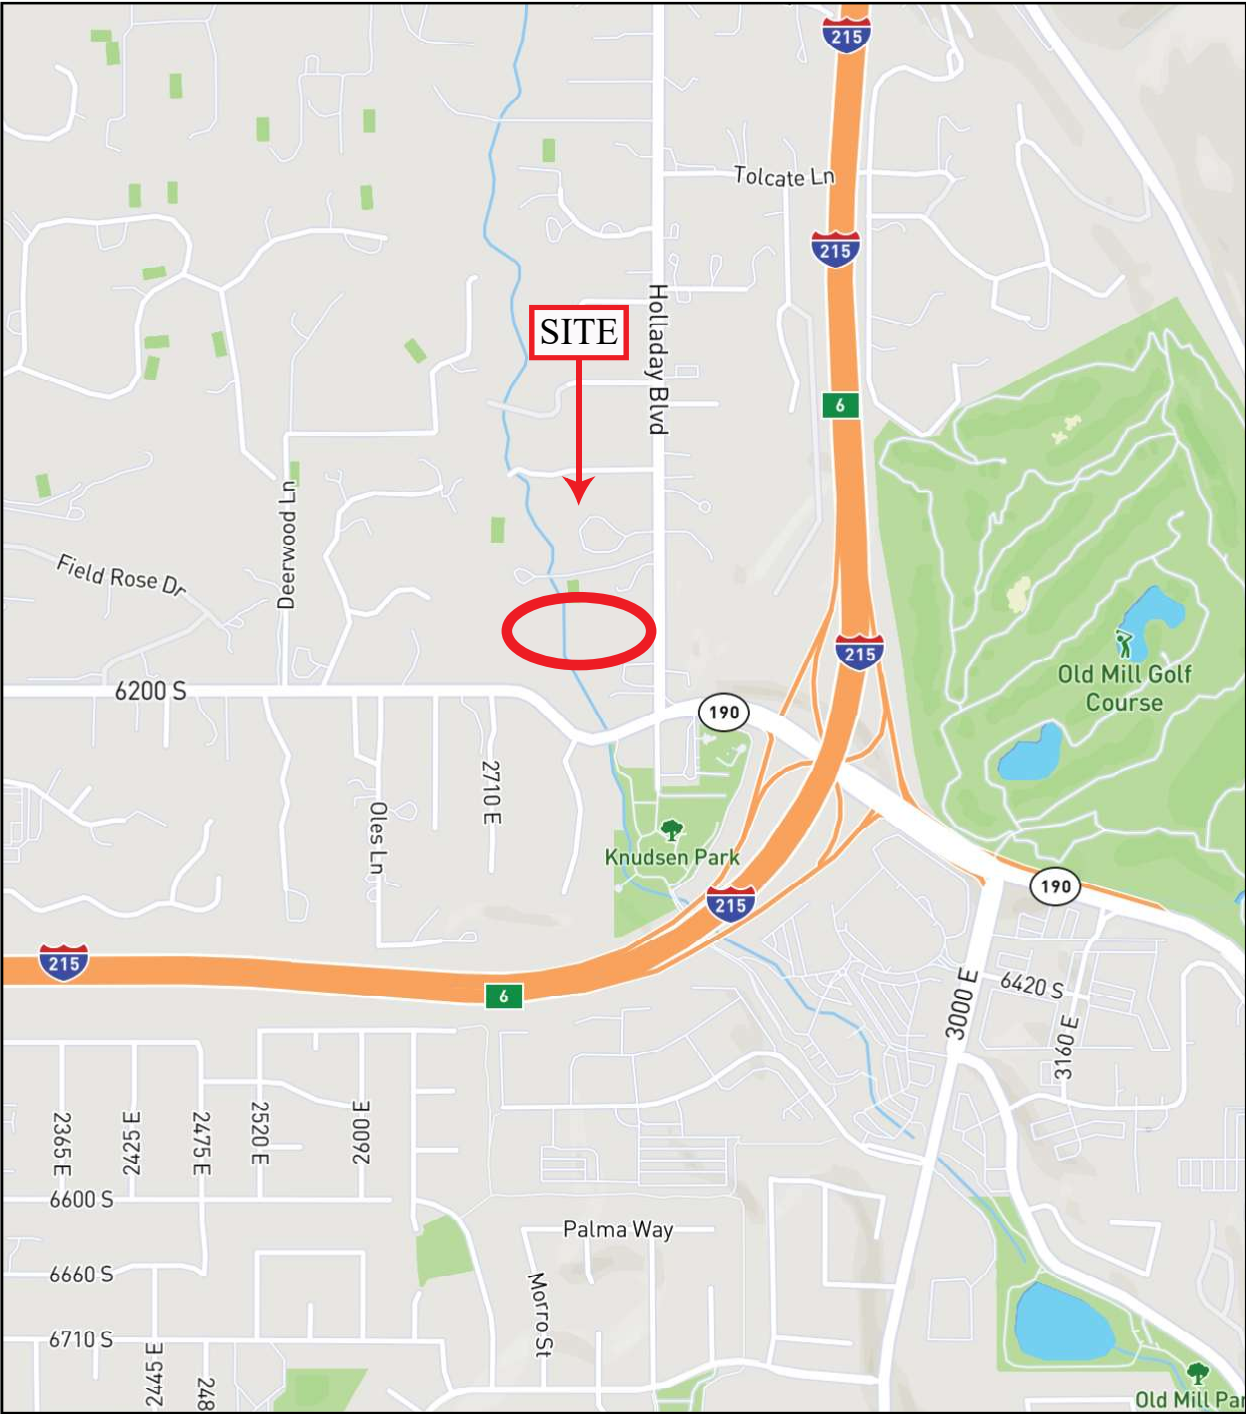 215
Tolcate Ln
215
Holladay Blvd
SITE
6
Deerwood Ln
Field Rose Dr
215
Old Mill Golf
Course
6200 S
190
2710 E
Oles Ln
Knudsen Park
190
215
215
6
6420 S
3000 E
3160 E
2365 E
2425 E
2475 E
2520 E
2600 E
6600 S
Palma Way
6660 S
Morro St
6710 S
2445 E
248
Old Mill Par